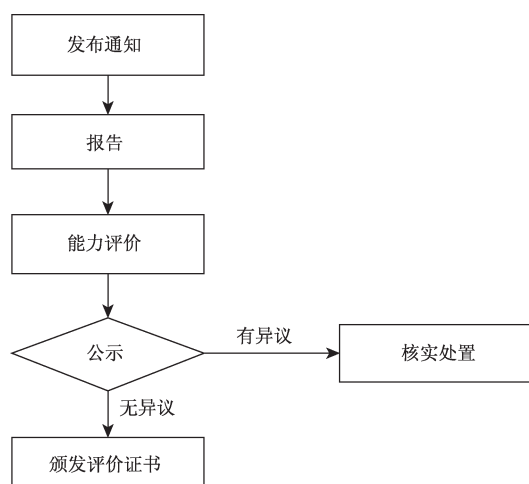 发布通知
报告
能力评价
公示
有异议
核实处置
无异议
颁发评价证书